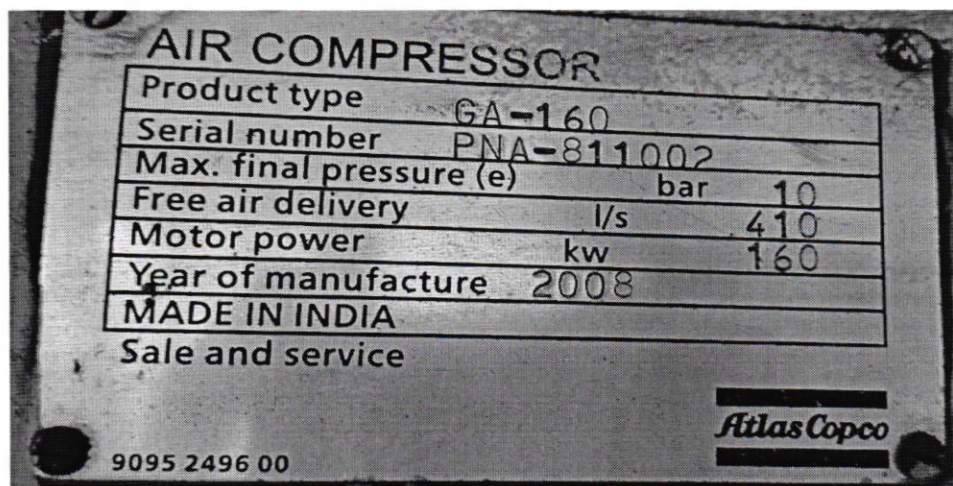 AIR COMPRESSOR
Product type GA-160
Serial number PNA-811002
Max. final pressure (e) bar 10
Free air delivery l/s 410
Motor power kw 160
Year of manufacture 2008
MADE IN INDIA
Sale and service
Atlas Copco
9095 2496 00